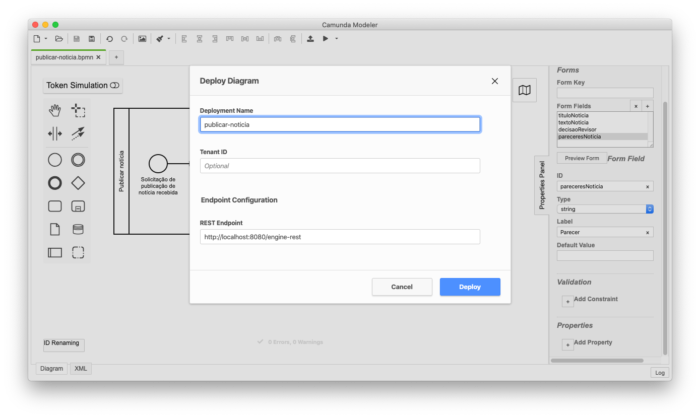 Camunda Modeler
publicar-noticia.bpmn × +
Token Simulation
Publicar notícia
Solicitação de
publicação de
notícia recebida
ID Renaming
0 Errors, 0 Warnings
Diagram XML
Log
Deploy Diagram
Deployment Name
publicar-noticia
Tenant ID
Optional
Endpoint Configuration
REST Endpoint
http://localhost:8080/engine-rest
Cancel
Deploy
Properties Panel
Forms
Form Key
Form Fields × +
tituloNoticia
textoNoticia
decisaoRevisor
pareceresNoticia
Preview Form Form Field
ID
pareceresNoticia ×
Type
string
Label
Parecer ×
Default Value
Validation
+ Add Constraint
Properties
+ Add Property